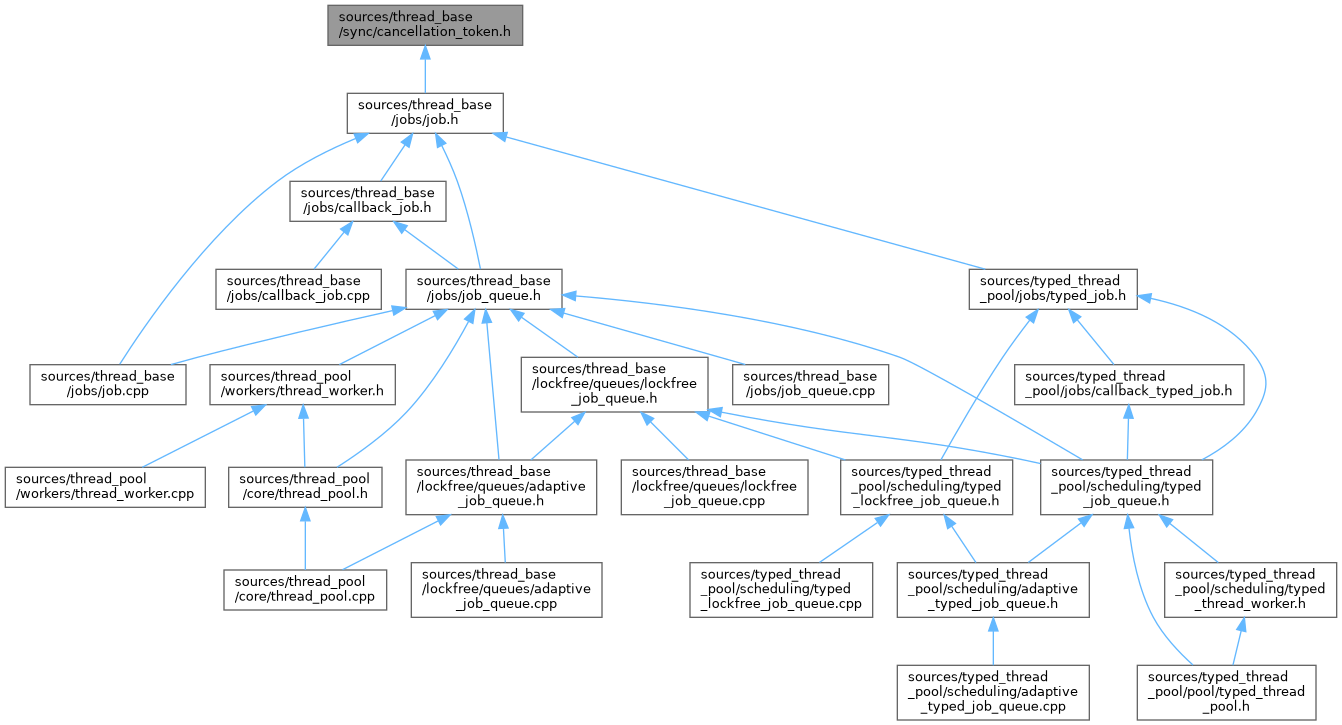 sources/thread_base
/sync/cancellation_token.h
sources/thread_base
/jobs/job.h
sources/thread_base
/jobs/callback_job.h
sources/thread_base
/jobs/callback_job.cpp
sources/thread_base
/jobs/job_queue.h
sources/typed_thread
_pool/jobs/typed_job.h
sources/thread_base
/jobs/job.cpp
sources/thread_pool
/workers/thread_worker.h
sources/thread_base
/lockfree/queues/lockfree
_job_queue.h
sources/thread_base
/jobs/job_queue.cpp
sources/typed_thread
_pool/jobs/callback_typed_job.h
sources/thread_pool
/workers/thread_worker.cpp
sources/thread_pool
/core/thread_pool.h
sources/thread_base
/lockfree/queues/adaptive
_job_queue.h
sources/thread_base
/lockfree/queues/lockfree
_job_queue.cpp
sources/typed_thread
_pool/scheduling/typed
_lockfree_job_queue.h
sources/typed_thread
_pool/scheduling/typed
_job_queue.h
sources/thread_pool
/core/thread_pool.cpp
sources/thread_base
/lockfree/queues/adaptive
_job_queue.cpp
sources/typed_thread
_pool/scheduling/typed
_lockfree_job_queue.cpp
sources/typed_thread
_pool/scheduling/adaptive
_typed_job_queue.h
sources/typed_thread
_pool/scheduling/typed
_thread_worker.h
sources/typed_thread
_pool/scheduling/adaptive
_typed_job_queue.cpp
sources/typed_thread
_pool/pool/typed_thread
_pool.h